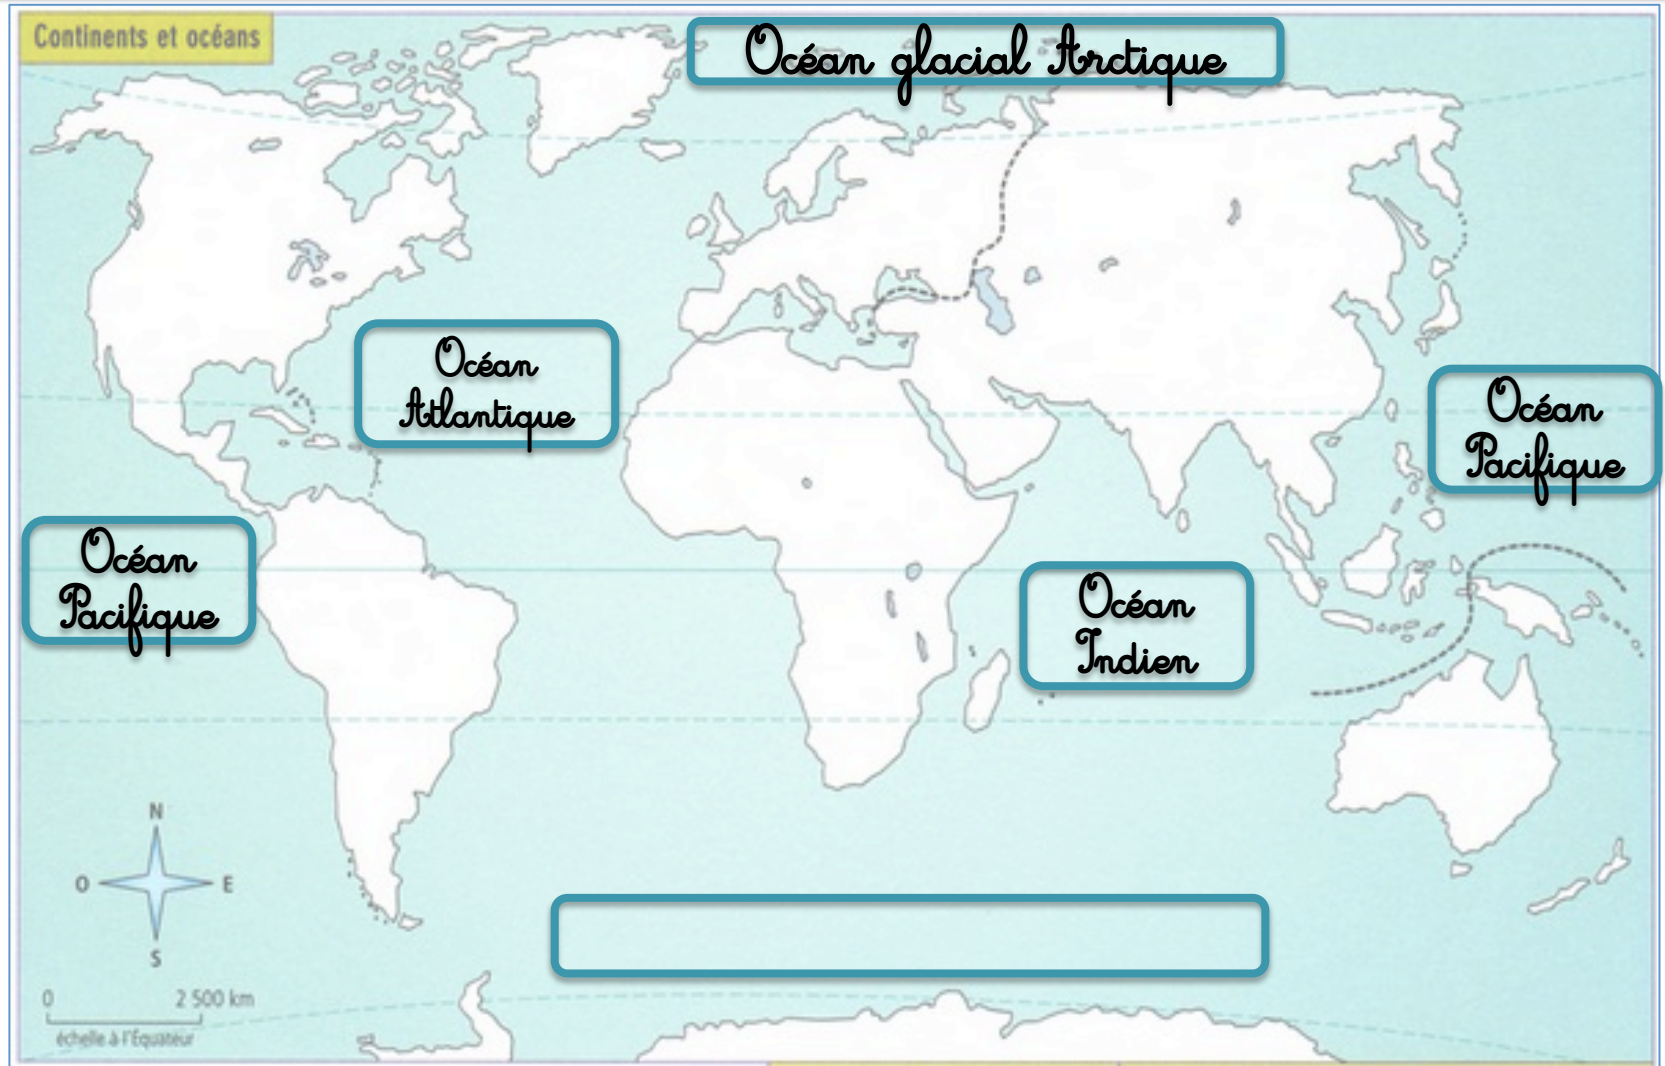 Continents et océans
Océan glacial Arctique
Océan
Atlantique
Océan
Pacifique
Océan
Pacifique
Océan
Indien
N
O
E
S
0
2 500 km
échelle à l'Équateur